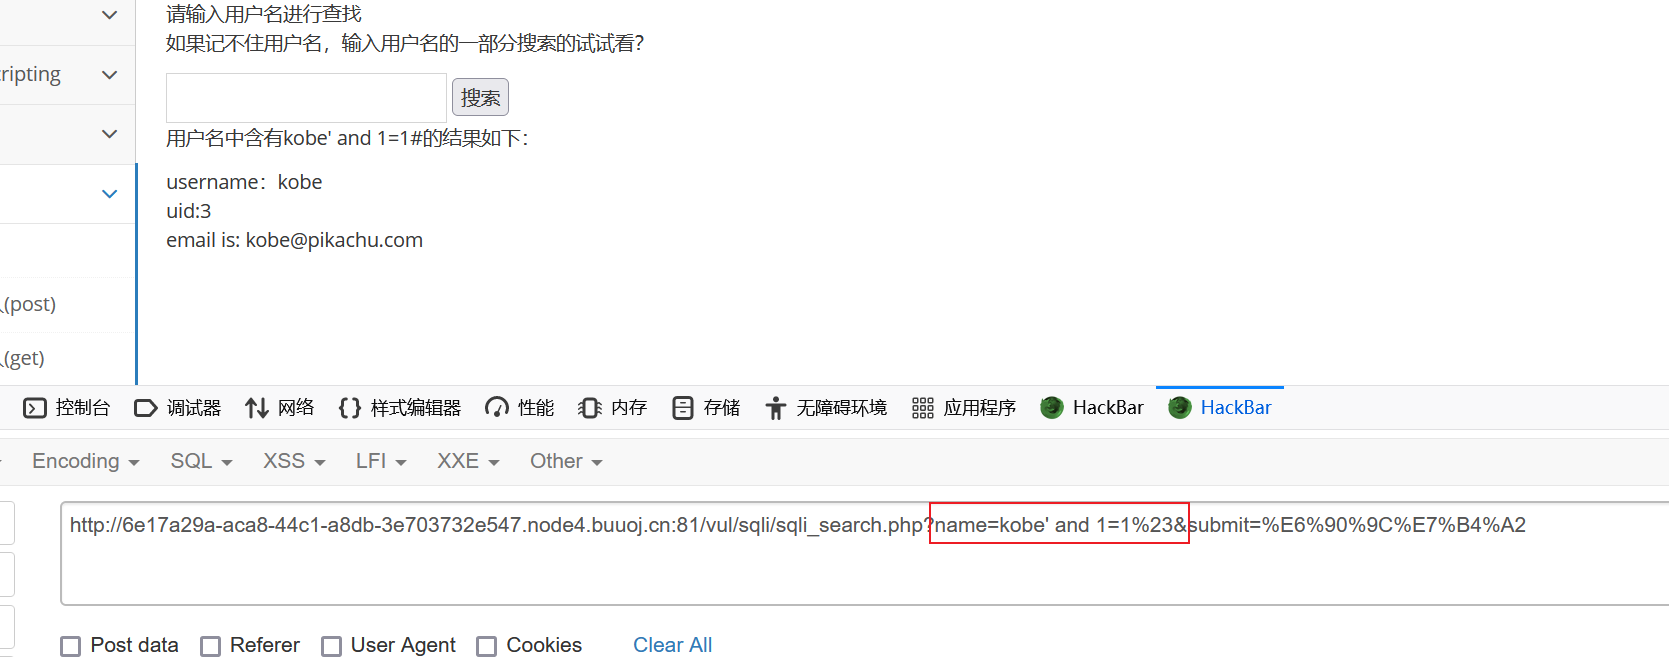 请输入用户名进行查找
如果记不住用户名，输入用户名的一部分搜索的试试看？
ripting
搜索
用户名中含有kobe' and 1=1#的结果如下：
username：kobe
uid:3
email is: kobe@pikachu.com
(post)
(get)
控制台 调试器 网络 样式编辑器 性能 内存 存储 无障碍环境 应用程序 HackBar HackBar
Encoding SQL XSS LFI XXE Other
http://6e17a29a-aca8-44c1-a8db-3e703732e547.node4.buuoj.cn:81/vul/sqli/sqli_search.php?name=kobe' and 1=1%23&submit=%E6%90%9C%E7%B4%A2
Post data Referer User Agent Cookies Clear All